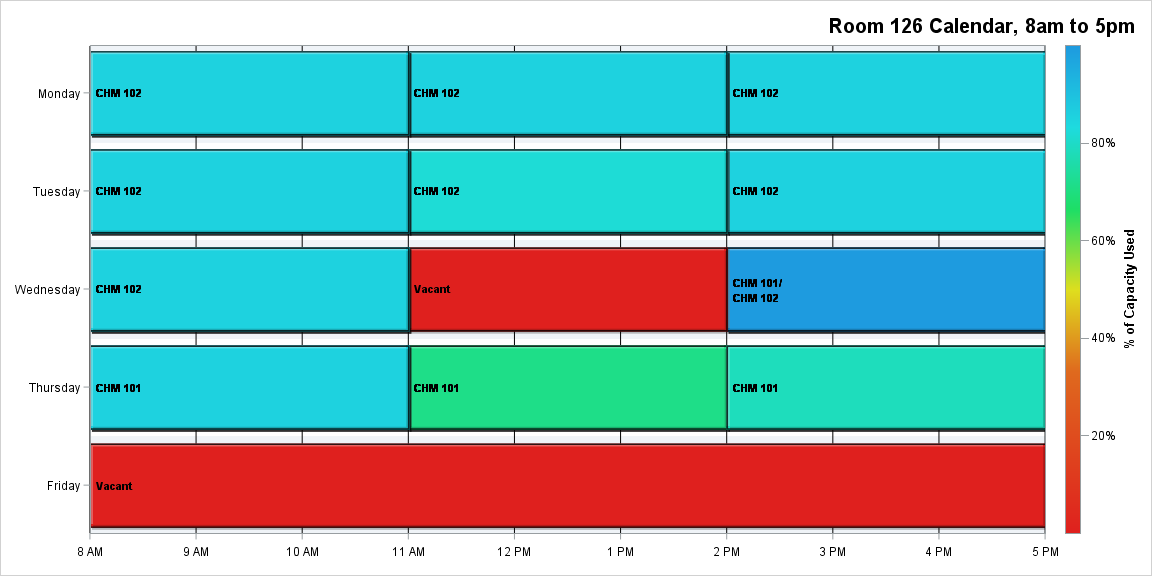 Room 126 Calendar, 8am to 5pm
Monday
CHM 102
CHM 102
CHM 102
Tuesday
CHM 102
CHM 102
CHM 102
Wednesday
CHM 102
Vacant
CHM 101/
CHM 102
Thursday
CHM 101
CHM 101
CHM 101
Friday
Vacant
8 AM
9 AM
10 AM
11 AM
12 PM
1 PM
2 PM
3 PM
4 PM
5 PM
80%
60%
40%
20%
% of Capacity Used